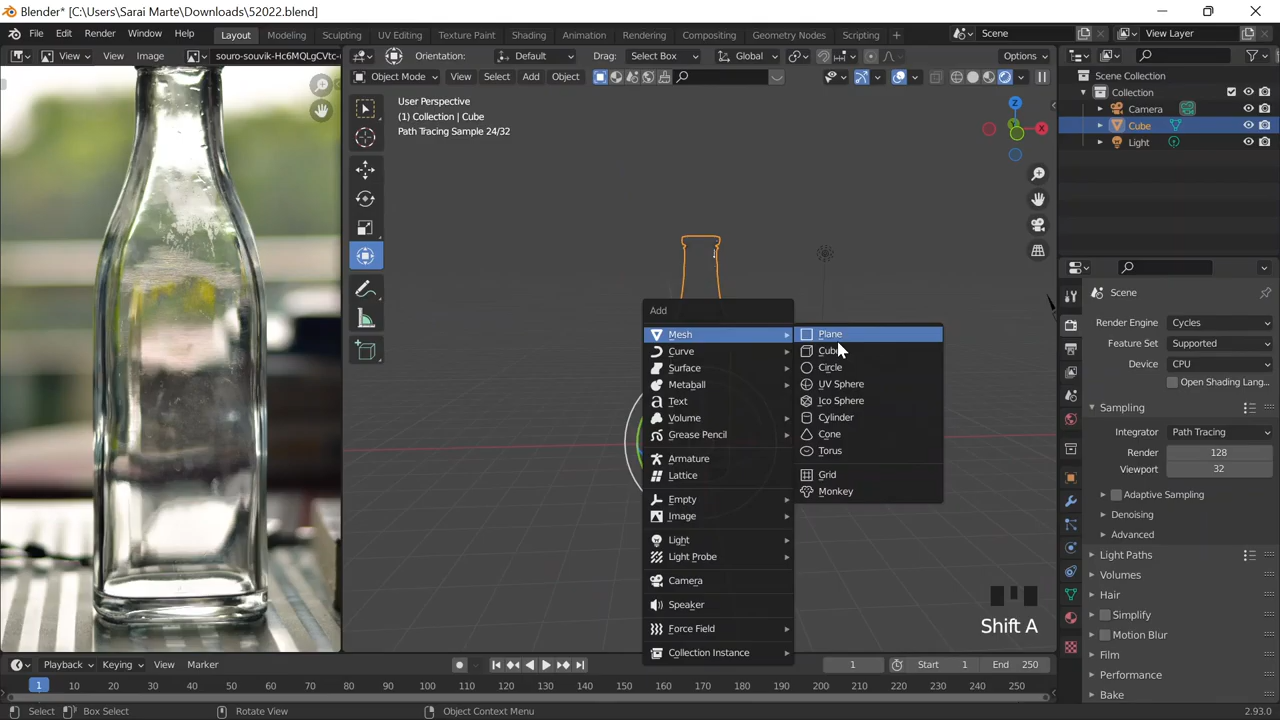 Blender* [C:\Users\Sarai Marte\Downloads\52022.blend]
File Edit Render Window Help Layout Modeling Sculpting UV Editing Texture Paint Shading Animation Rendering Compositing Geometry Nodes Scripting + Scene View Layer
View View Image souro-souvik-Hc6MQLgCVtc- Orientation: Default Drag: Select Box Global Options
Object Mode View Select Add Object
User Perspective
(1) Collection | Cube
Path Tracing Sample 24/32
Z
X
Scene Collection
Collection
Camera
Cube
Light
Add
Mesh
Curve
Surface
Metaball
Text
Volume
Grease Pencil
Armature
Lattice
Empty
Image
Light
Light Probe
Camera
Speaker
Force Field
Collection Instance
Plane
Cube
Circle
UV Sphere
Ico Sphere
Cylinder
Cone
Torus
Grid
Monkey
Shift A
Scene
Render Engine Cycles
Feature Set Supported
Device CPU
Open Shading Lang...
Sampling
Integrator Path Tracing
Render 128
Viewport 32
Adaptive Sampling
Denoising
Advanced
Light Paths
Volumes
Hair
Simplify
Motion Blur
Film
Performance
Bake
Playback Keying View Marker 1 Start 1 End 250
1 10 20 30 40 50 60 70 80 90 100 110 120 130 140 150 160 170 180 190 200 210 220 230 240 250
Select Box Select Rotate View Object Context Menu 2.93.0